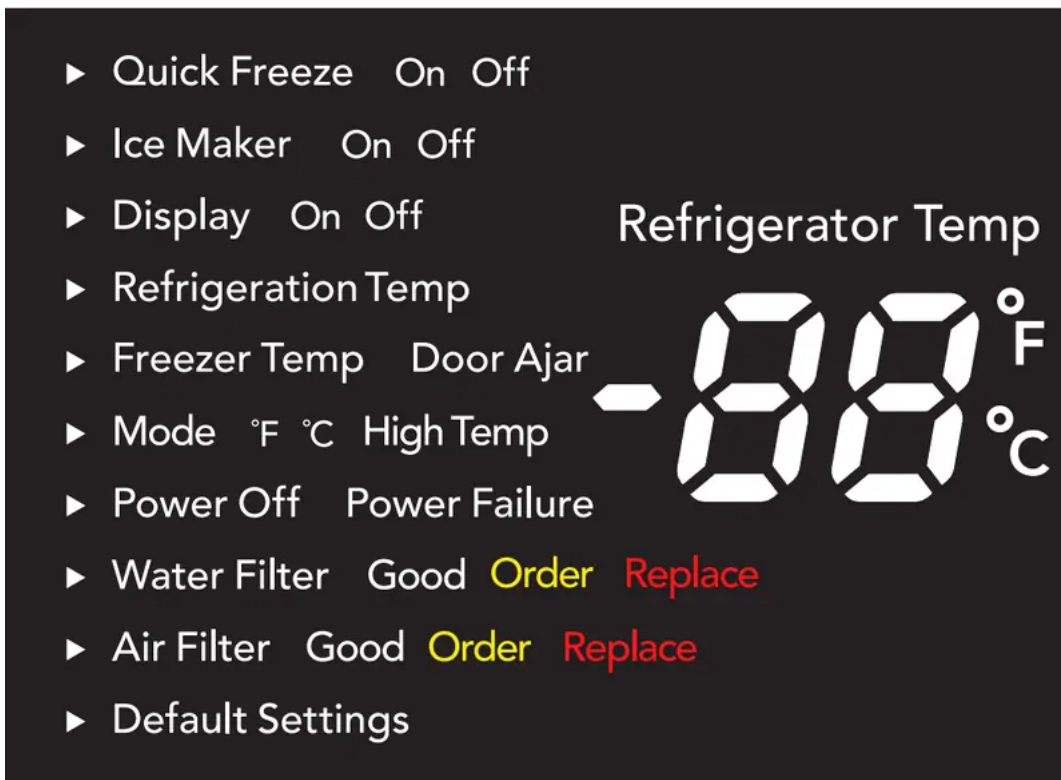 ▶ Quick Freeze On Off
▶ Ice Maker On Off
▶ Display On Off
Refrigerator Temp
▶ Refrigeration Temp
▶ Freezer Temp Door Ajar
-88 °F °C
▶ Mode °F °C High Temp
▶ Power Off Power Failure
▶ Water Filter Good Order Replace
▶ Air Filter Good Order Replace
▶ Default Settings